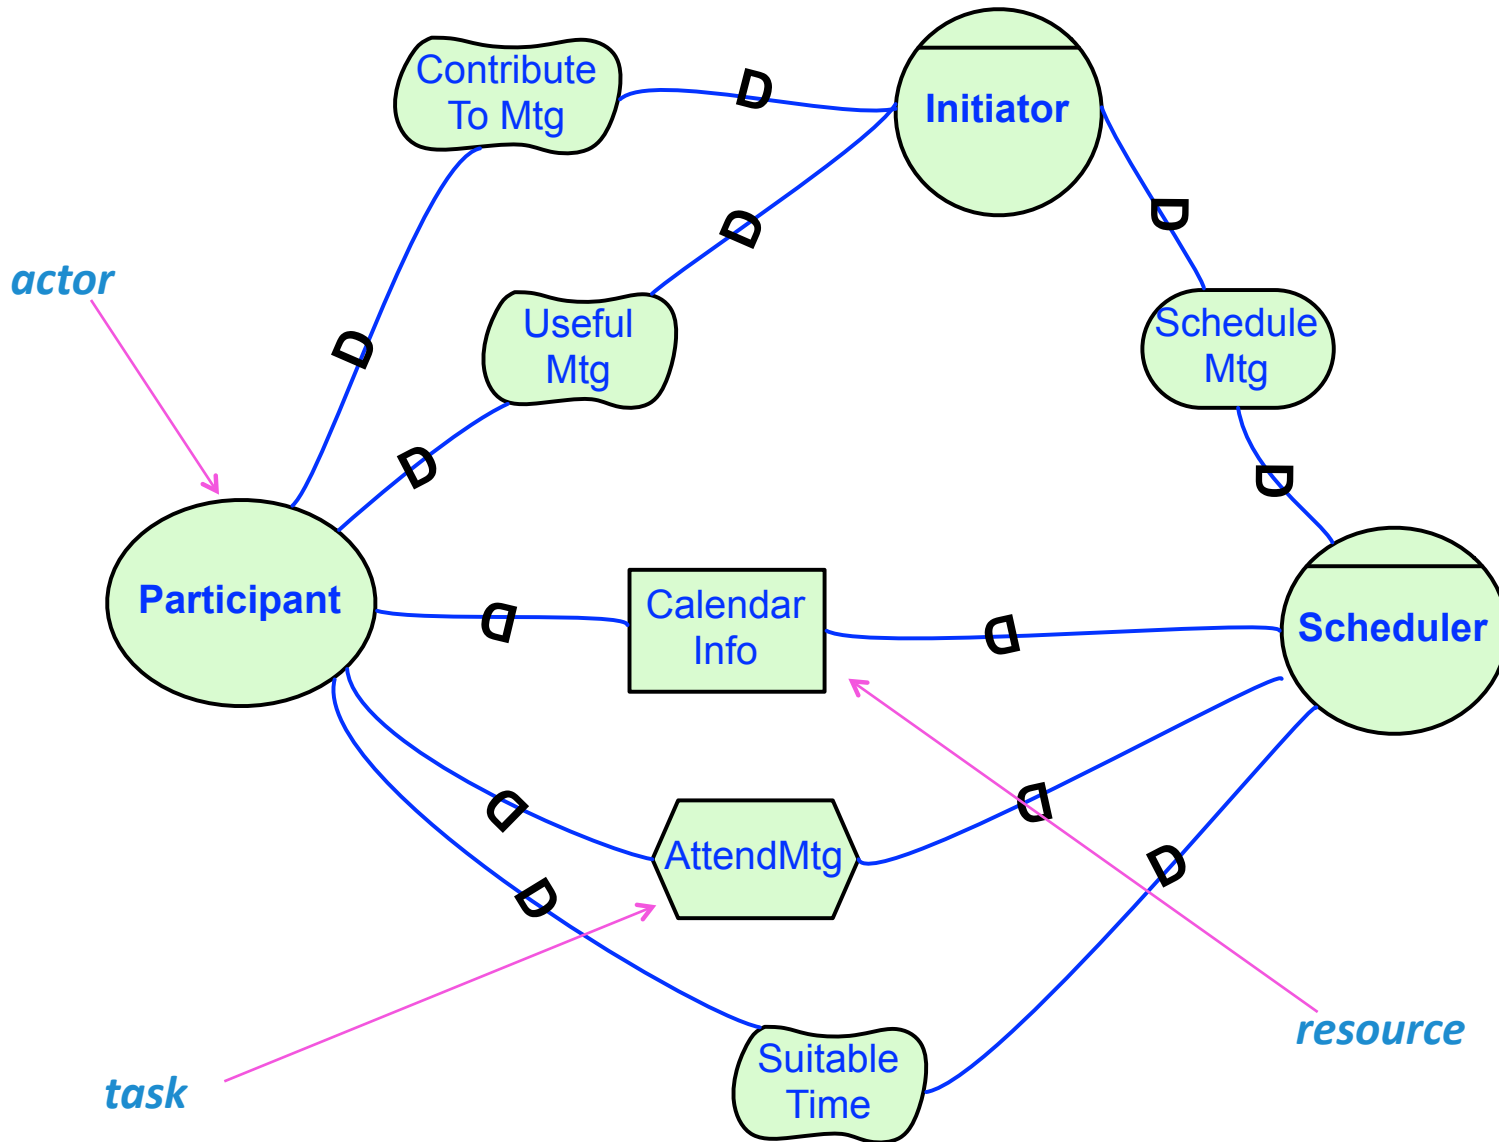 Contribute
To Mtg
D
Initiator
D
D
actor
D
Useful
Mtg
Schedule
Mtg
D
D
Participant
D
Calendar
Info
D
Scheduler
D
AttendMtg
D
D
D
Suitable
Time
resource
task